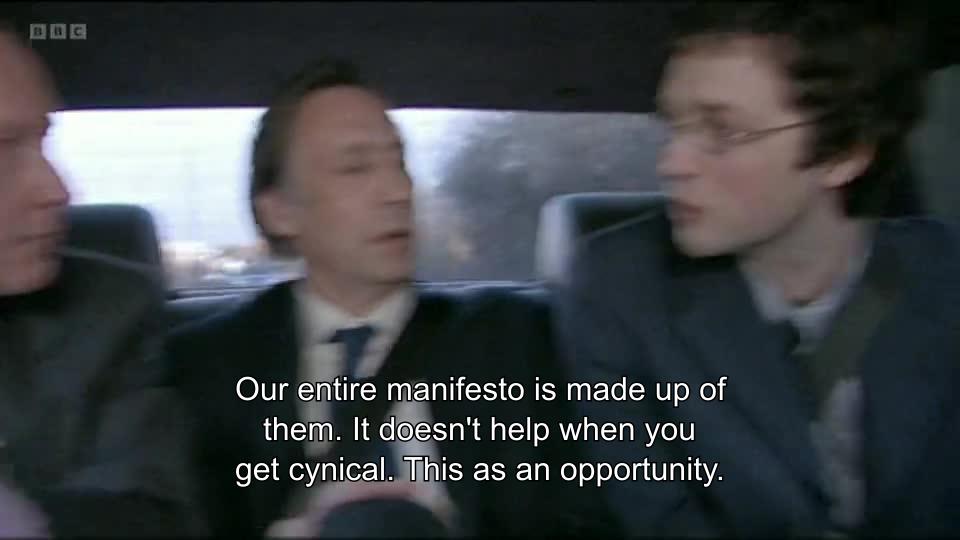 BBC
Our entire manifesto is made up of
them. It doesn't help when you
get cynical. This as an opportunity.